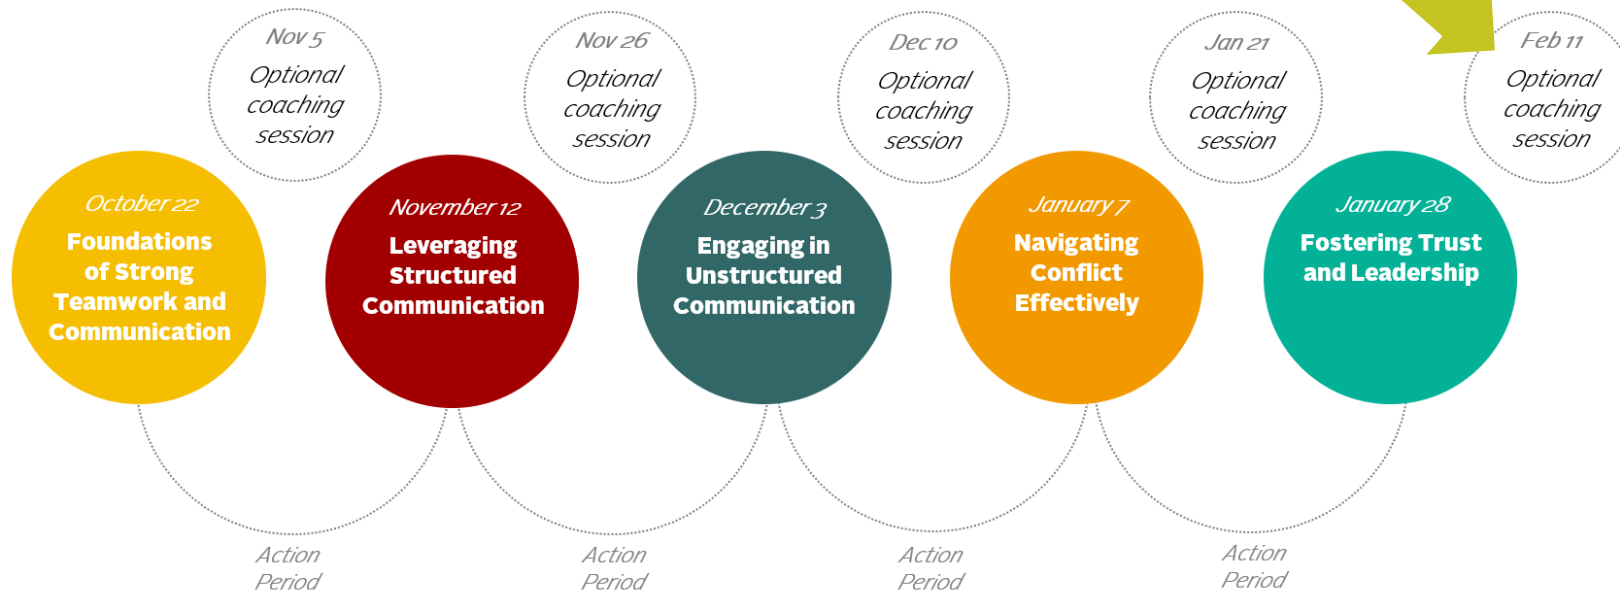 Nov 5
Optional
coaching
session
Nov 26
Optional
coaching
session
Dec 10
Optional
coaching
session
Jan 21
Optional
coaching
session
Feb 11
Optional
coaching
session
October 22
Foundations
of Strong
Teamwork and
Communication
November 12
Leveraging
Structured
Communication
December 3
Engaging in
Unstructured
Communication
January 7
Navigating
Conflict
Effectively
January 28
Fostering Trust
and Leadership
Action
Period
Action
Period
Action
Period
Action
Period